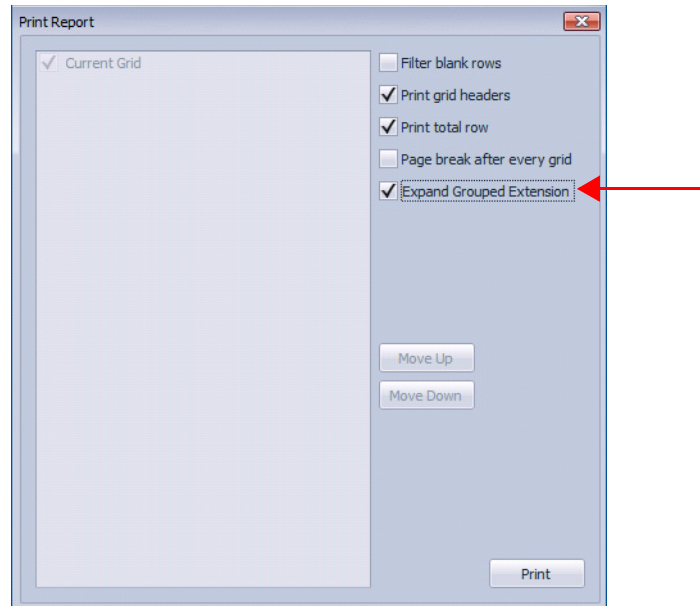 Print Report
Current Grid
Filter blank rows
Print grid headers
Print total row
Page break after every grid
Expand Grouped Extension
Move Up
Move Down
Print